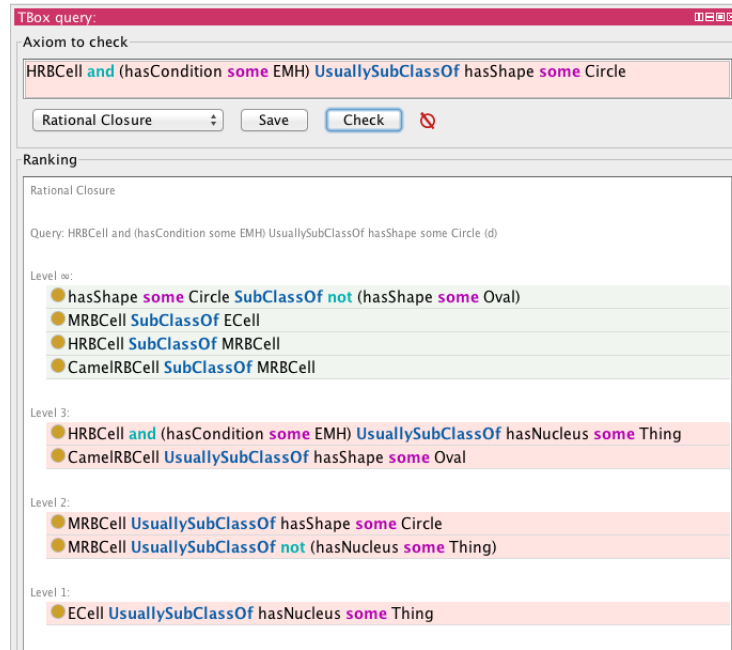 TBox query:
Axiom to check
HRBCell and (hasCondition some EMH) UsuallySubClassOf hasShape some Circle
Rational Closure Save Check
Ranking
Rational Closure
Query: HRBCell and (hasCondition some EMH) UsuallySubClassOf hasShape some Circle (d)
Level ∞:
hasShape some Circle SubClassOf not (hasShape some Oval)
MRBCell SubClassOf ECell
HRBCell SubClassOf MRBCell
CamelRBCell SubClassOf MRBCell
Level 3:
HRBCell and (hasCondition some EMH) UsuallySubClassOf hasNucleus some Thing
CamelRBCell UsuallySubClassOf hasShape some Oval
Level 2:
MRBCell UsuallySubClassOf hasShape some Circle
MRBCell UsuallySubClassOf not (hasNucleus some Thing)
Level 1:
ECell UsuallySubClassOf hasNucleus some Thing